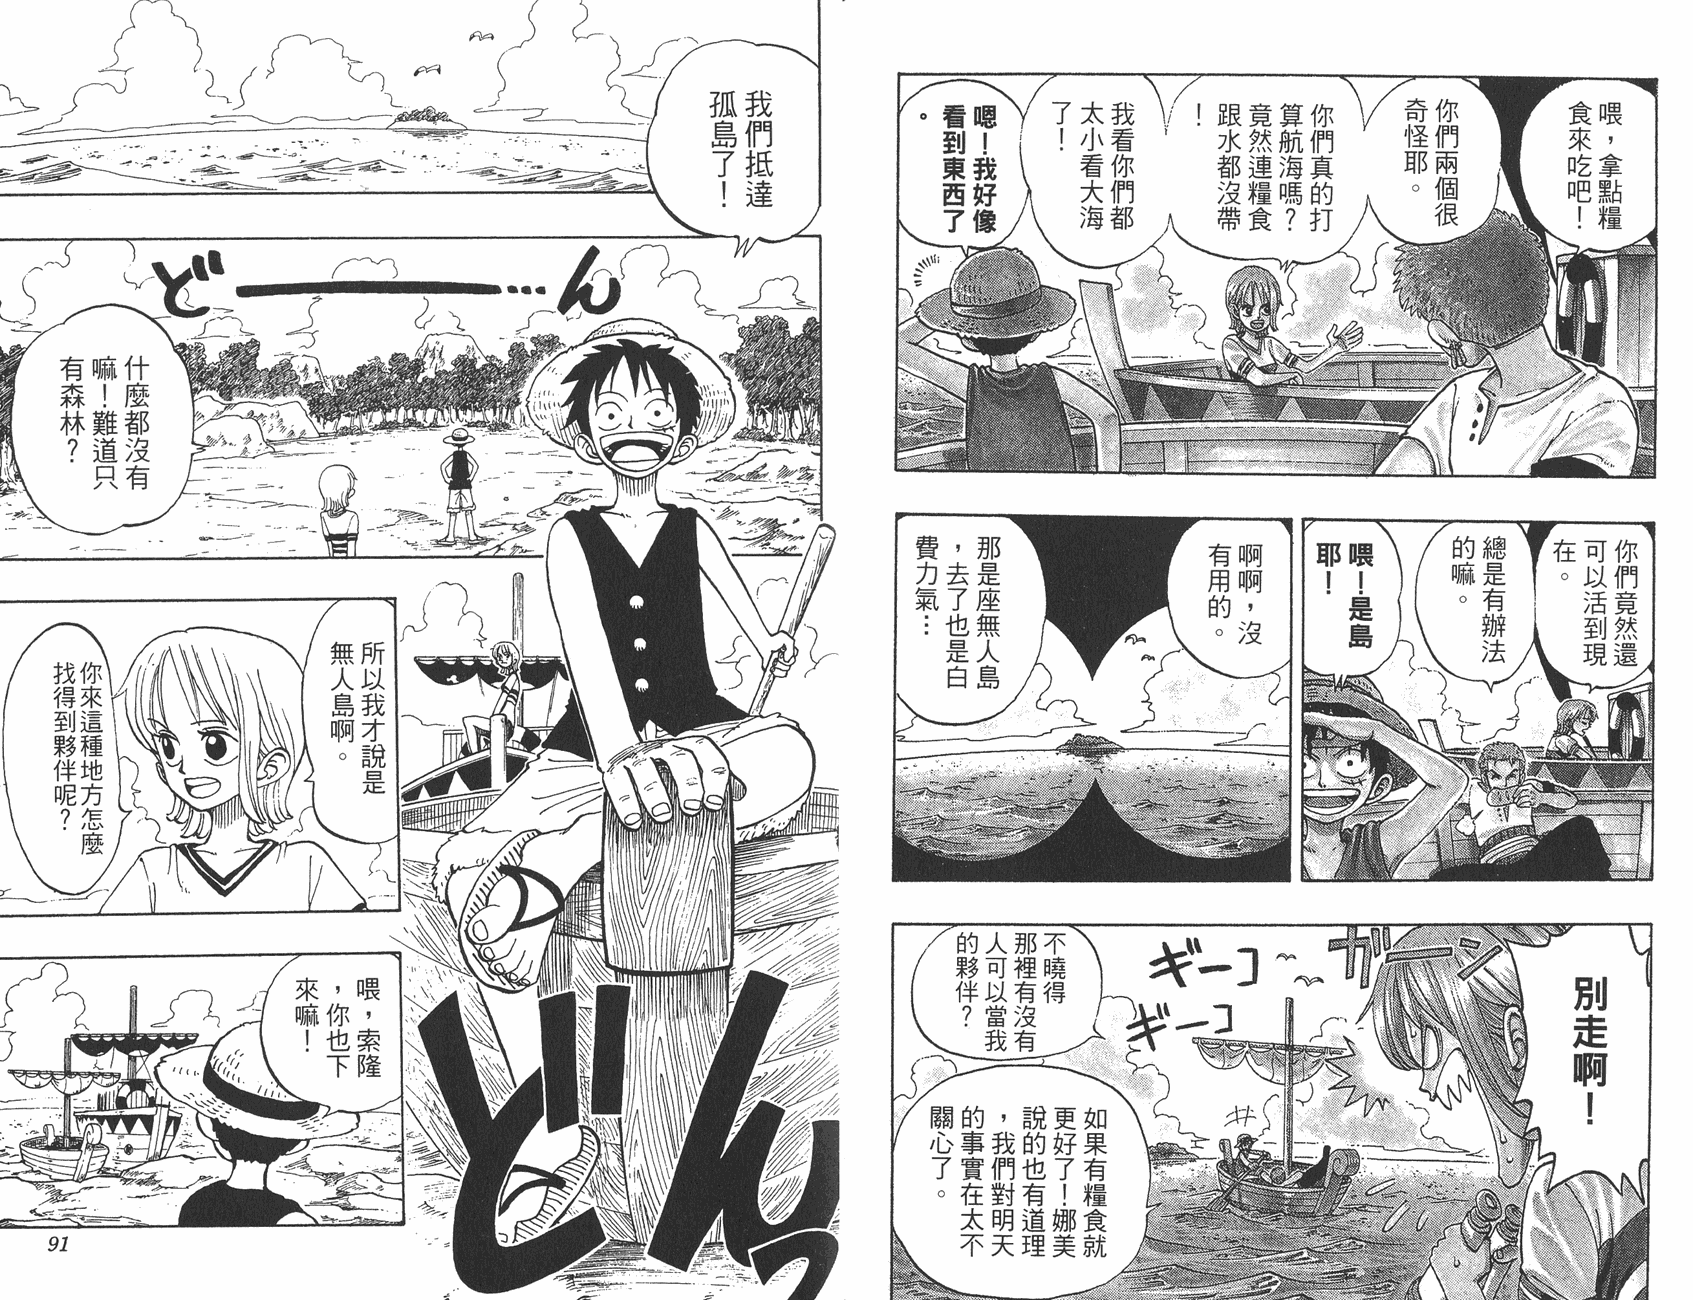 喂，拿點糧
食來吃吧！
你們兩個很
奇怪耶。
你們真的打
算航海嗎？
竟然連糧食
跟水都沒帶
！
我看你們都
太小看大海
了！
嗯！我好像
看到東西了
。
你們竟然還
可以活到現
在。
總是有辦法
的嘛。
喂！是島
耶！
啊啊，沒
有用的。
那是座無人島
，去了也是白
費力氣…
別走啊！
ガーン
ギーコ
ギーコ
不曉得
那裡有沒有
人可以當我
的夥伴？
如果有糧食就
更好了！娜美
說的也有道理
，我們對明天
的事實在太不
關心了。
我們抵達
孤島了！
ど——…ん
什麼都沒有
嘛！難道只
有森林？
どんっ
所以我才說是
無人島啊。
你來這種地方怎麼
找得到夥伴呢？
喂，索隆
，你也下
來嘛！
91